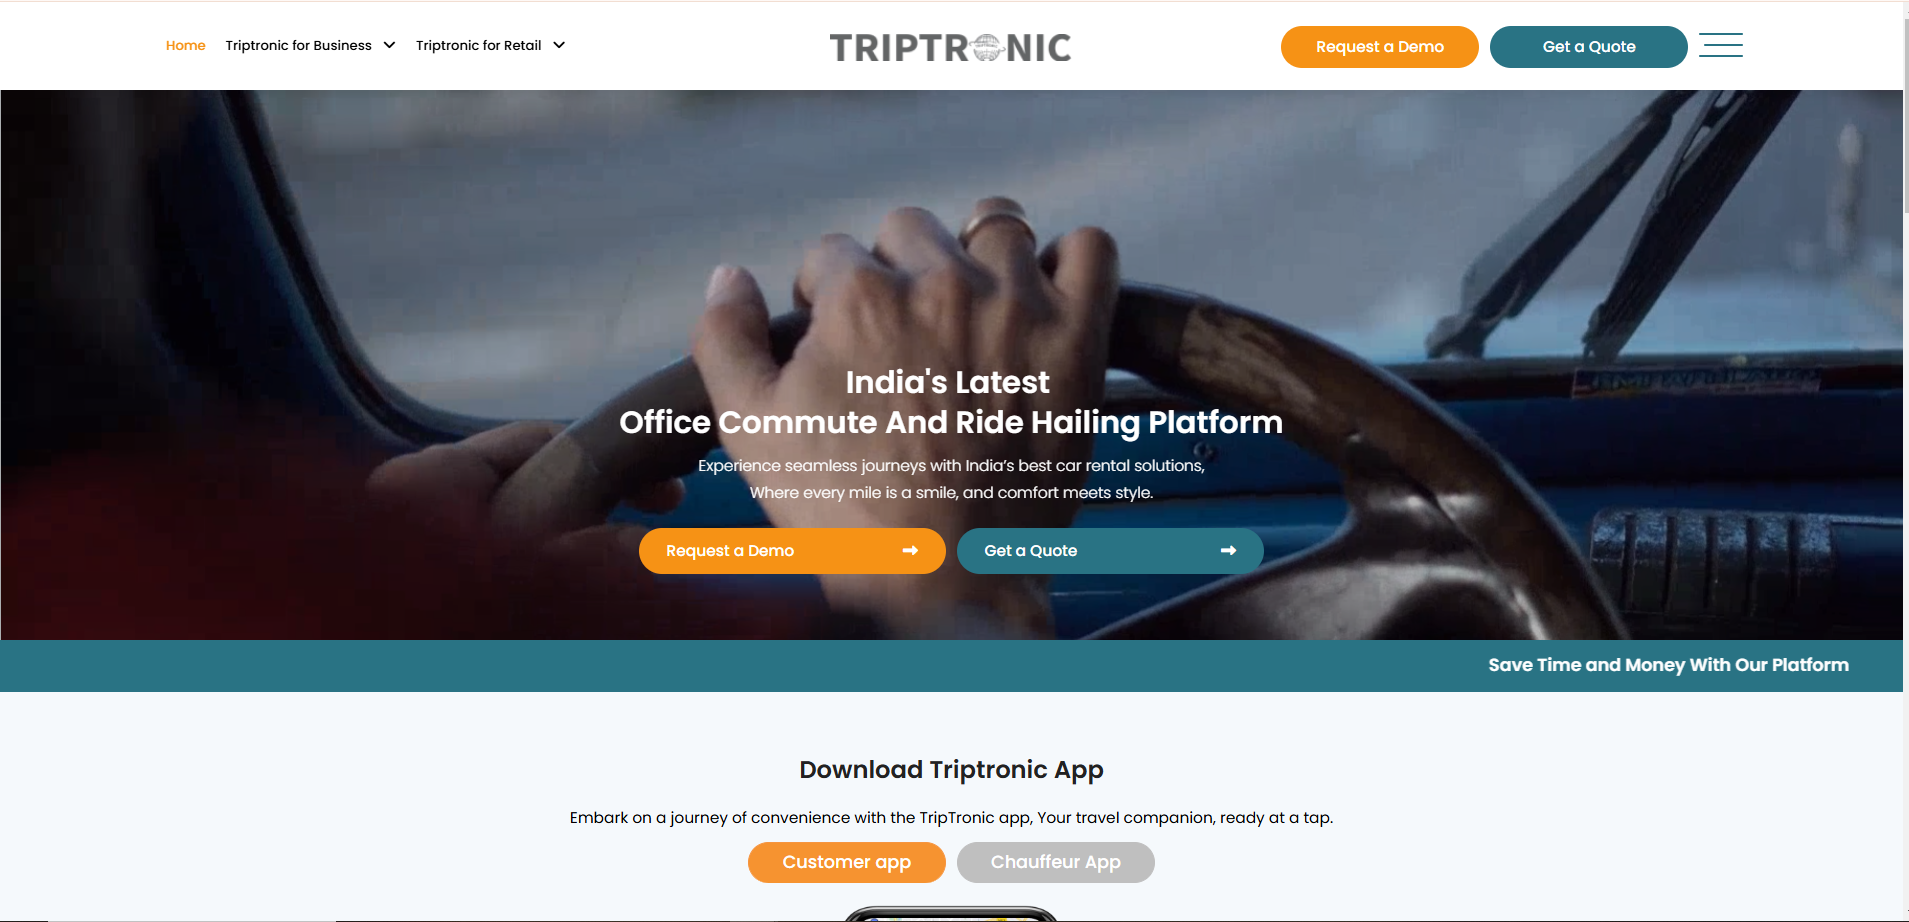 Home
Triptronic for Business
Triptronic for Retail
TRIPTRONIC
Request a Demo
Get a Quote
India's Latest
Office Commute And Ride Hailing Platform
Experience seamless journeys with India’s best car rental solutions,
Where every mile is a smile, and comfort meets style.
Request a Demo
Get a Quote
Save Time and Money With Our Platform
Download Triptronic App
Embark on a journey of convenience with the TripTronic app, Your travel companion, ready at a tap.
Customer app
Chauffeur App